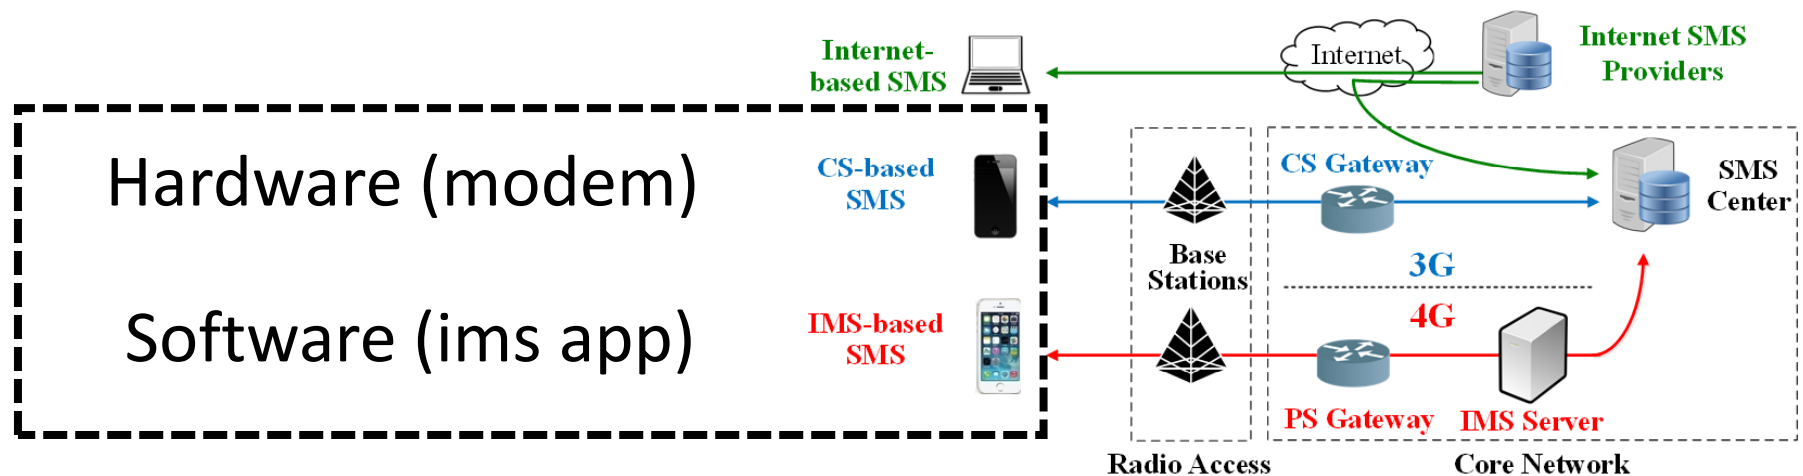 Internet-
based SMS
Internet
Internet SMS
Providers
Hardware (modem)
CS-based
SMS
CS Gateway
SMS
Center
Base
Stations
3G
4G
Software (ims app)
IMS-based
SMS
PS Gateway
IMS Server
Radio Access
Core Network